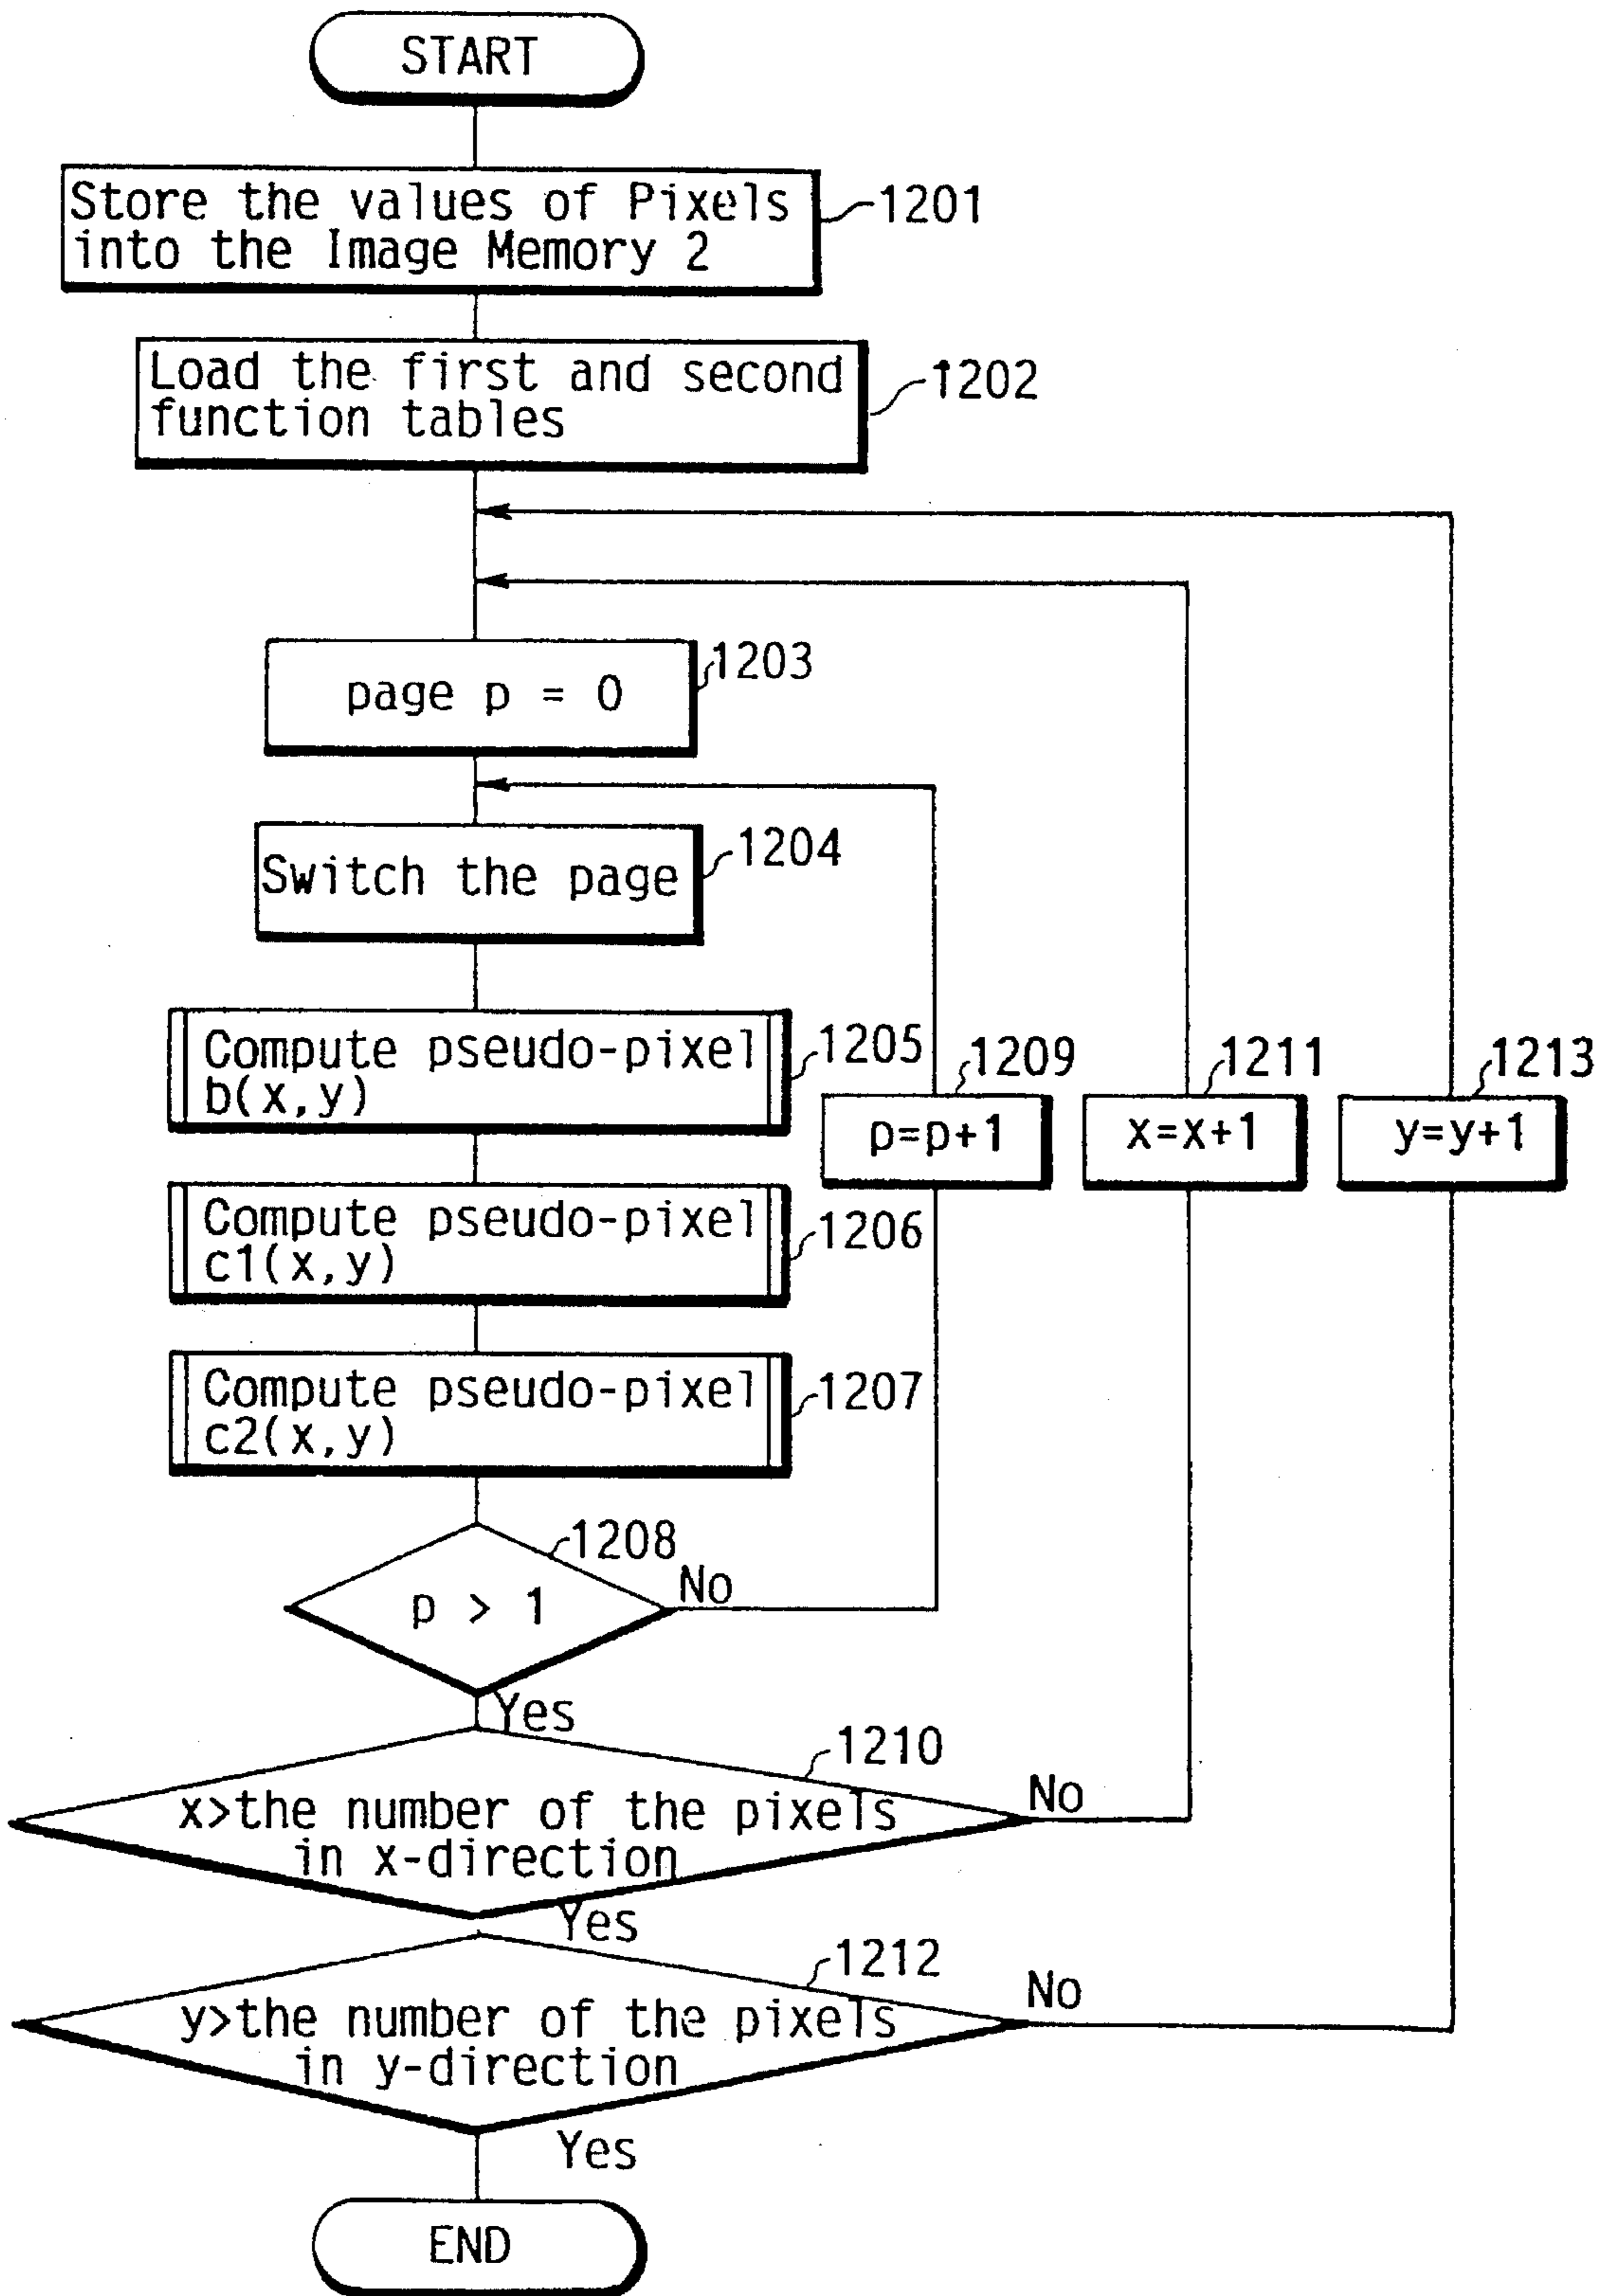 START
Store the values of Pixels
into the Image Memory 2
1201
Load the first and second
function tables
1202
page p = 0
1203
Switch the page
1204
Compute pseudo-pixel
b(x,y)
1205
p=p+1
1209
x=x+1
1211
y=y+1
1213
Compute pseudo-pixel
c1(x,y)
1206
Compute pseudo-pixel
c2(x,y)
1207
p > 1
1208
No
Yes
x>the number of the pixels
in x-direction
1210
No
Yes
y>the number of the pixels
in y-direction
1212
No
Yes
END